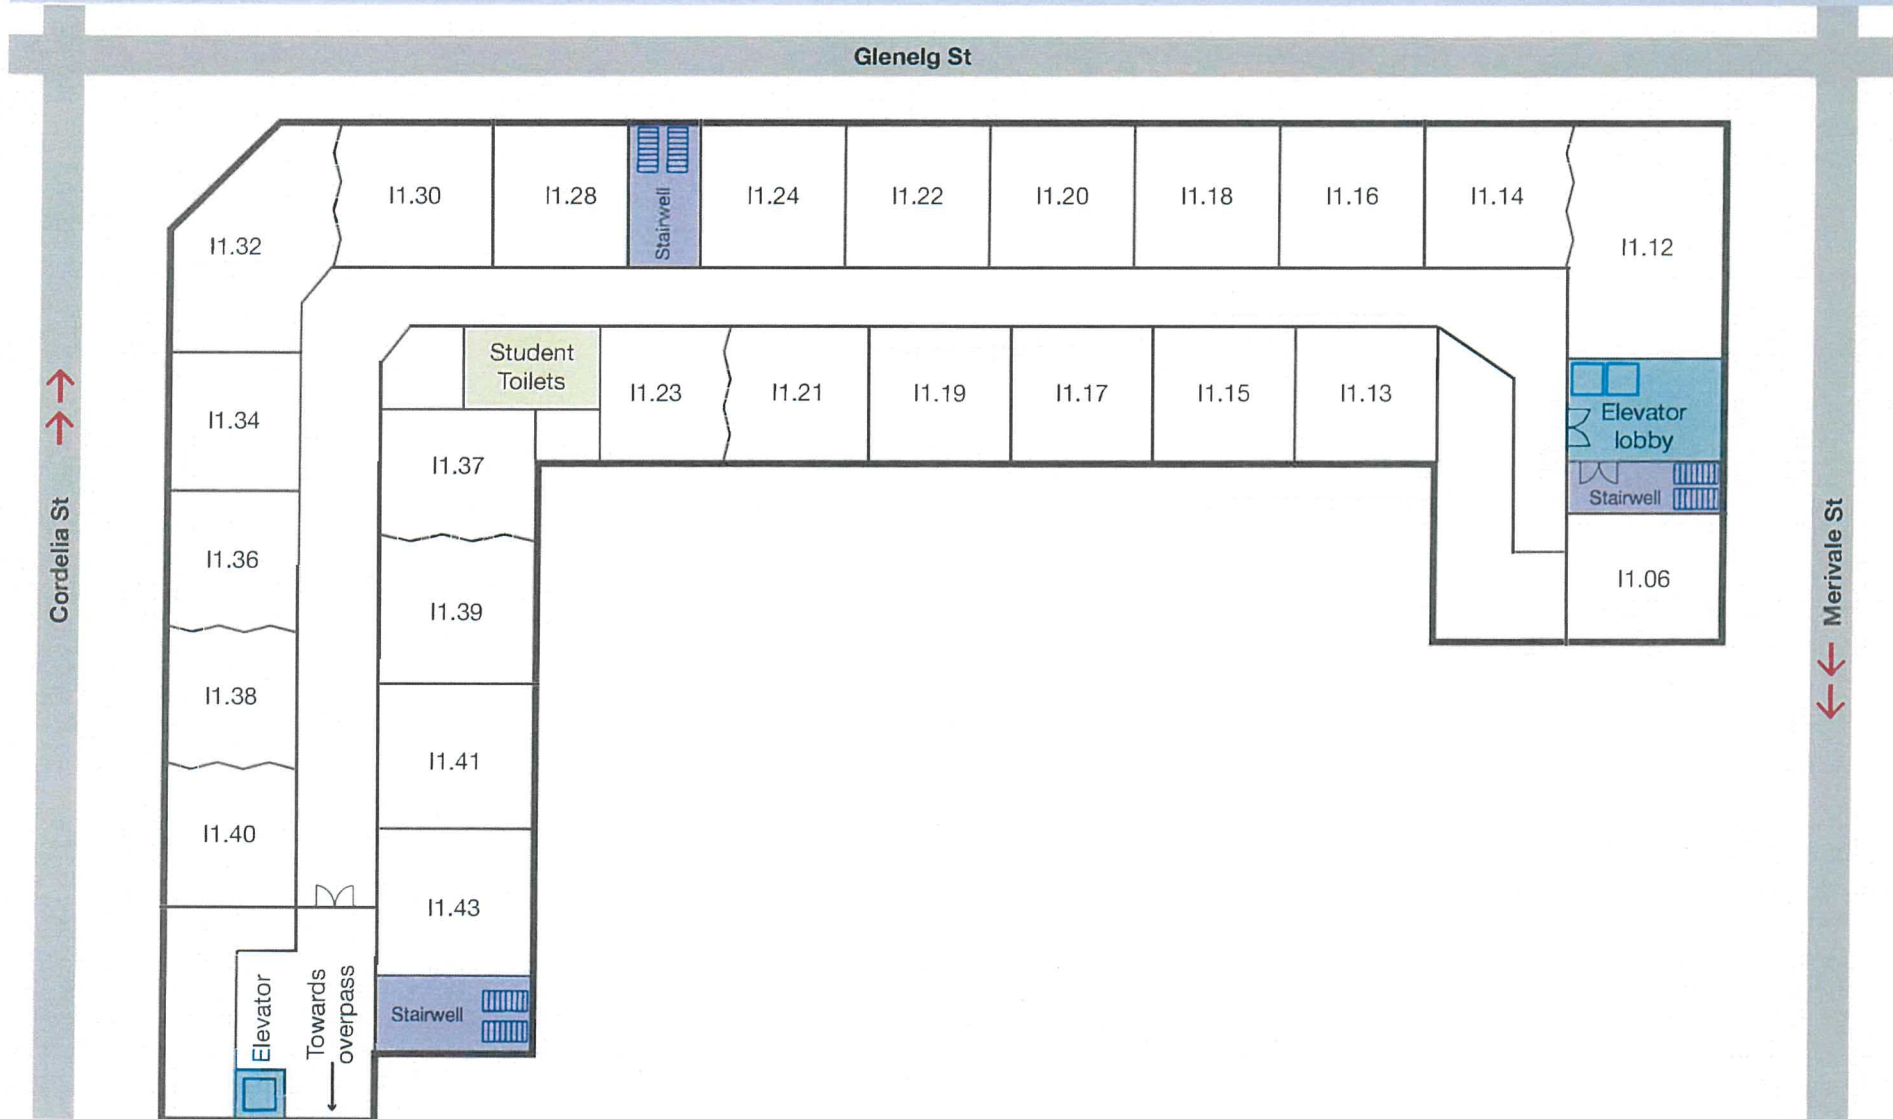 Glenelg St
I1.30
I1.28
Stairwell
I1.24
I1.22
I1.20
I1.18
I1.16
I1.14
I1.12
I1.32
Student
Toilets
I1.23
I1.21
I1.19
I1.17
I1.15
I1.13
Elevator
lobby
Stairwell
I1.06
I1.34
I1.37
I1.36
I1.39
I1.38
I1.41
I1.40
I1.43
Stairwell
Elevator
Towards
overpass
Cordelia St
Merivale St